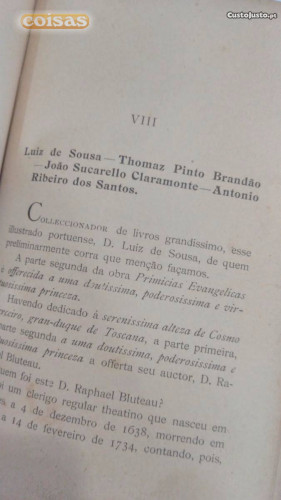 coisas
CustoJusto.pt
VIII
Luiz de Sousa — Thomaz Pinto Brandão
— João Sucarello Claramonte — Antonio
Ribeiro dos Santos.
COLLECCIONADOR de livros grandissimo, esse
illustrado portuense, D. Luiz de Sousa, de quem
preliminarmente corra que menção façamos.
A parte segunda da obra Primicias Evangelicas
é offerecida a uma doutissima, poderosissima e vir-
tuosissima princeza.
Havendo dedicado á serenissima alteza de Cosmo
terceiro, gran-duque de Toscana, a parte primeira,
parte segunda a uma doutissima, poderosissima e
princeza a offerta seu auctor, D. Ra-
Bluteau.
uem foi este D. Raphael Bluteau?
um clerigo regular theatino que nasceu em
a 4 de dezembro de 1638, morrendo em
a 14 de fevereiro de 1734, contando, pois,